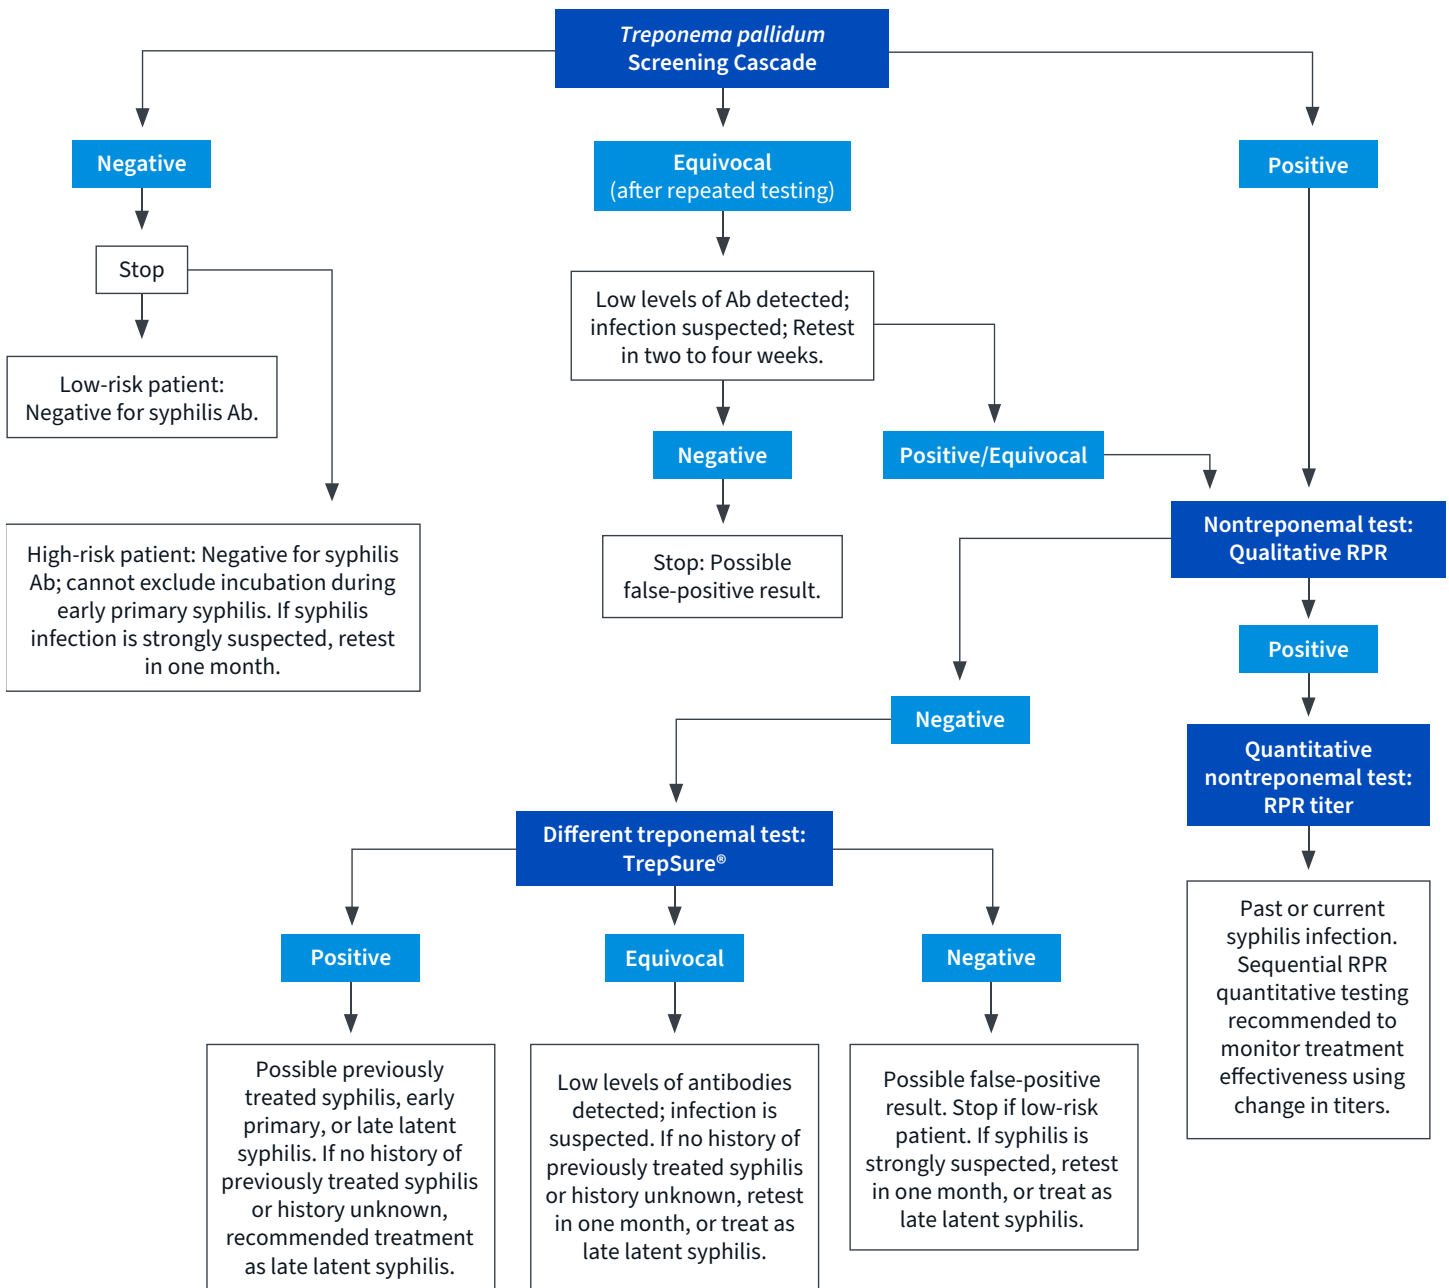 Treponema pallidum
Screening Cascade
Negative
Equivocal
(after repeated testing)
Positive
Stop
Low levels of Ab detected;
infection suspected; Retest
in two to four weeks.
Low-risk patient:
Negative for syphilis Ab.
Negative
Positive/Equivocal
Nontreponemal test:
Qualitative RPR
High-risk patient: Negative for syphilis
Ab; cannot exclude incubation during
early primary syphilis. If syphilis
infection is strongly suspected, retest
in one month.
Stop: Possible
false-positive result.
Positive
Negative
Quantitative
nontreponemal test:
RPR titer
Different treponemal test:
TrepSure®
Positive
Equivocal
Negative
Past or current
syphilis infection.
Sequential RPR
quantitative testing
recommended to
monitor treatment
effectiveness using
change in titers.
Possible previously
treated syphilis, early
primary, or late latent
syphilis. If no history of
previously treated syphilis
or history unknown,
recommended treatment
as late latent syphilis.
Low levels of antibodies
detected; infection is
suspected. If no history of
previously treated syphilis
or history unknown, retest
in one month, or treat as
late latent syphilis.
Possible false-positive
result. Stop if low-risk
patient. If syphilis is
strongly suspected, retest
in one month, or treat as
late latent syphilis.